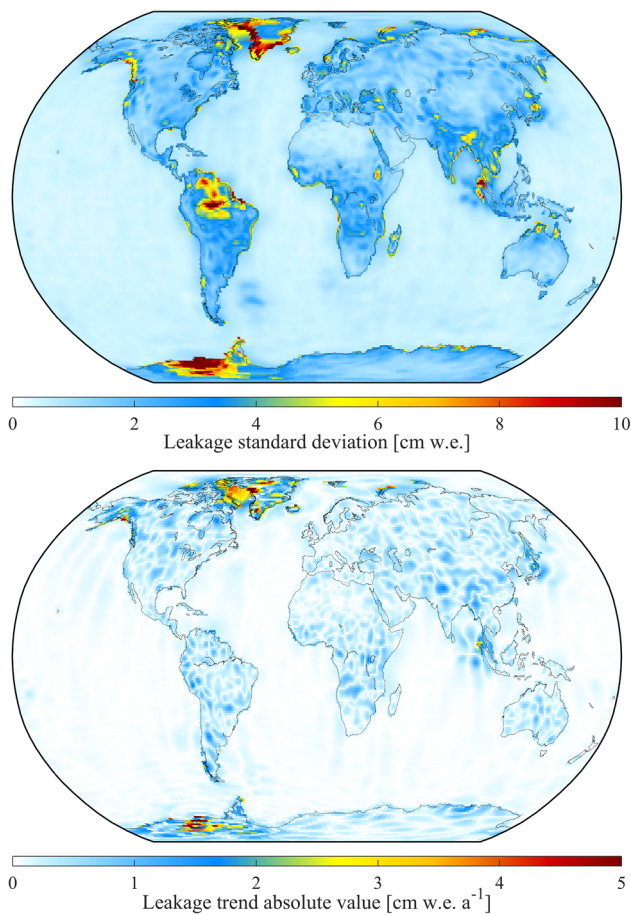 0 2 4 6 8 10
Leakage standard deviation [cm w.e.]
0 1 2 3 4 5
Leakage trend absolute value [cm w.e. a⁻¹]